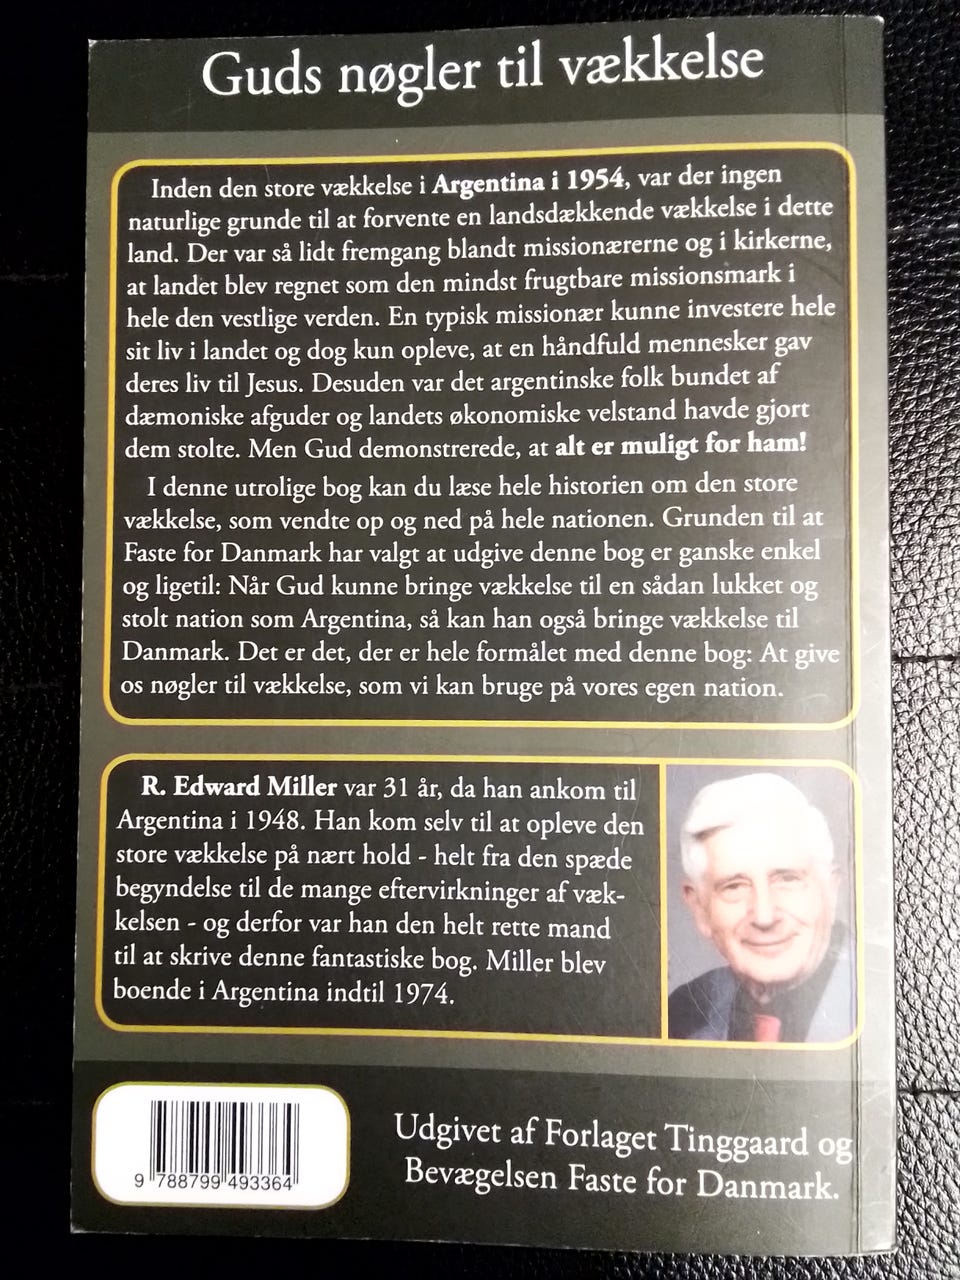 Guds nøgler til vækkelse
Inden den store vækkelse i Argentina i 1954, var der ingen
naturlige grunde til at forvente en landsdækkende vækkelse i dette
land. Der var så lidt fremgang blandt missionærerne og i kirkerne,
at landet blev regnet som den mindst frugtbare missionsmark i
hele den vestlige verden. En typisk missionær kunne investere hele
sit liv i landet og dog kun opleve, at en håndfuld mennesker gav
deres liv til Jesus. Desuden var det argentinske folk bundet af
dæmoniske afguder og landets økonomiske velstand havde gjort
dem stolte. Men Gud demonstrerede, at alt er muligt for ham!
I denne utrolige bog kan du læse hele historien om den store
vækkelse, som vendte op og ned på hele nationen. Grunden til at
Faste for Danmark har valgt at udgive denne bog er ganske enkel
og ligetil: Når Gud kunne bringe vækkelse til en sådan lukket og
stolt nation som Argentina, så kan han også bringe vækkelse til
Danmark. Det er det, der er hele formålet med denne bog: At give
os nøgler til vækkelse, som vi kan bruge på vores egen nation.
R. Edward Miller var 31 år, da han ankom til
Argentina i 1948. Han kom selv til at opleve den
store vækkelse på nært hold - helt fra den spæde
begyndelse til de mange eftervirkninger af væk-
kelsen - og derfor var han den helt rette mand
til at skrive denne fantastiske bog. Miller blev
boende i Argentina indtil 1974.
9 788799 493364
Udgivet af Forlaget Tinggaard og
Bevægelsen Faste for Danmark.